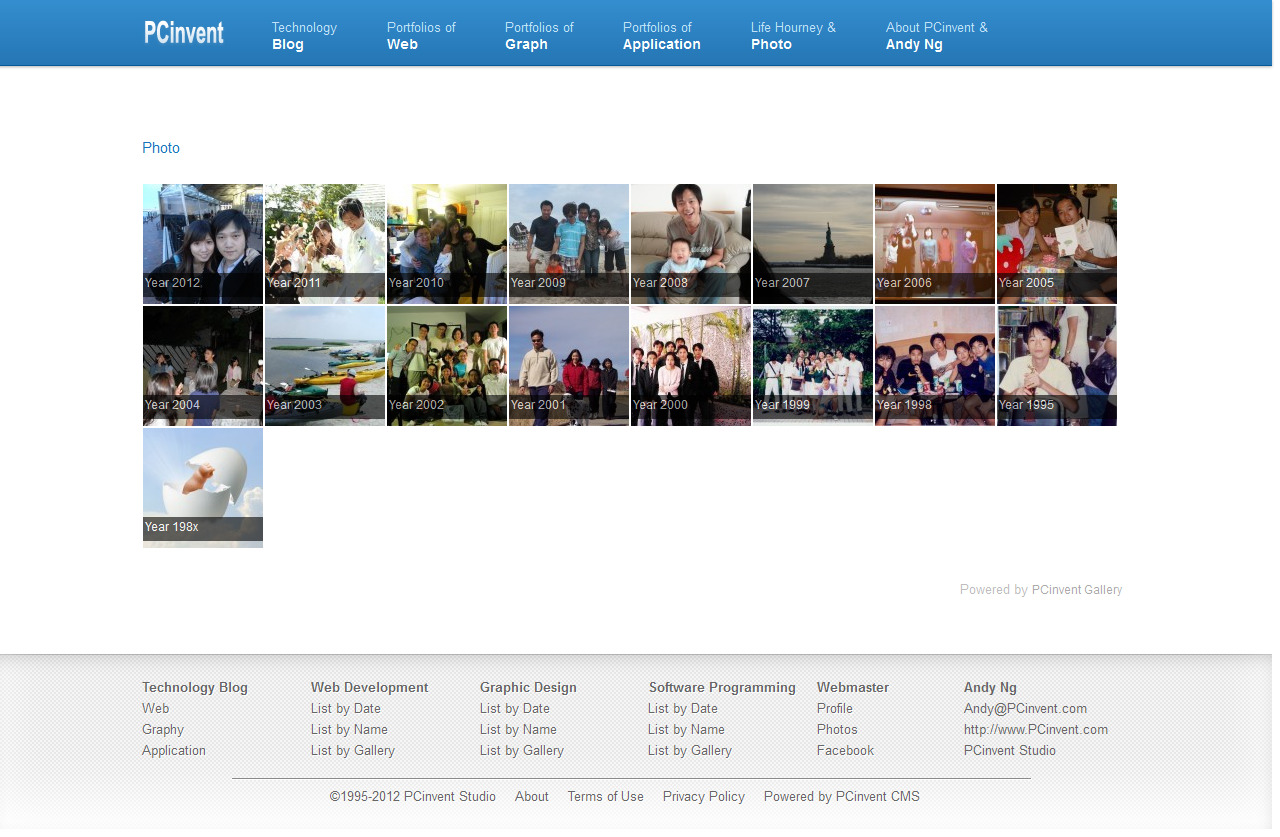 PCinvent
Technology
Blog
Portfolios of
Web
Portfolios of
Graph
Portfolios of
Application
Life Hourney &
Photo
About PCinvent &
Andy Ng
Photo
Year 2012
Year 2011
Year 2010
Year 2009
Year 2008
Year 2007
Year 2006
Year 2005
Year 2004
Year 2003
Year 2002
Year 2001
Year 2000
Year 1999
Year 1998
Year 1995
Year 198x
Powered by PCinvent Gallery
Technology Blog
Web
Graphy
Application
Web Development
List by Date
List by Name
List by Gallery
Graphic Design
List by Date
List by Name
List by Gallery
Software Programming
List by Date
List by Name
List by Gallery
Webmaster
Profile
Photos
Facebook
Andy Ng
Andy@PCinvent.com
http://www.PCinvent.com
PCinvent Studio
©1995-2012 PCinvent Studio About Terms of Use Privacy Policy Powered by PCinvent CMS